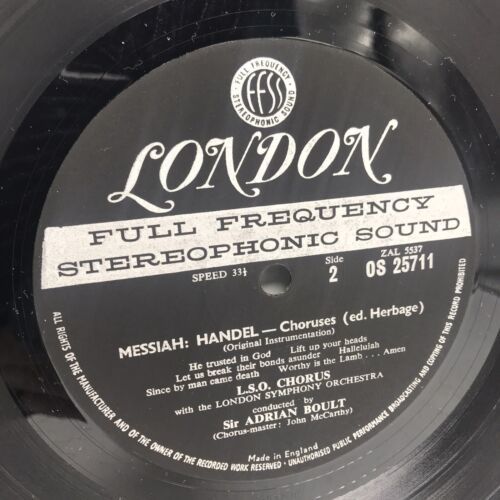 FULL FREQUENCY
STEREOPHONIC SOUND
FFSS
LONDON
FULL FREQUENCY
STEREOPHONIC SOUND
SPEED 33⅓
Side
2
ZAL 5537
OS 25711
MESSIAH: HANDEL — Choruses (ed. Herbage)
(Original Instrumentation)
He trusted in God Lift up your heads
Let us break their bonds asunder Hallelujah
Since by man came death Worthy is the Lamb . . . Amen
L.S.O. CHORUS
with the LONDON SYMPHONY ORCHESTRA
conducted by
Sir ADRIAN BOULT
(Chorus-master: John McCarthy)
Made in England
ALL RIGHTS OF THE MANUFACTURER AND OF THE OWNER OF THE RECORDED WORK RESERVED · UNAUTHORISED PUBLIC PERFORMANCE BROADCASTING AND COPYING OF THIS RECORD PROHIBITED